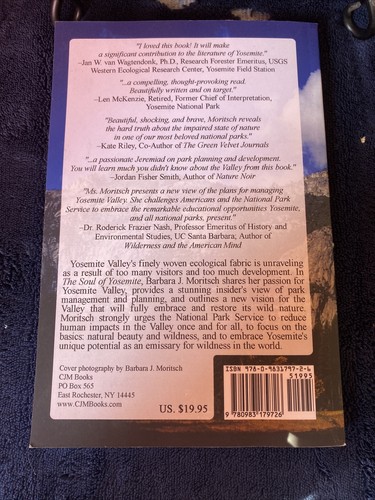 "I loved this book! It will make
a significant contribution to the literature of Yosemite."
–Jan W. van Wagtendonk, Ph.D., Research Forester Emeritus, USGS
Western Ecological Research Center, Yosemite Field Station
"...a compelling, thought-provoking read.
Beautifully written and on target."
–Len McKenzie, Retired, Former Chief of Interpretation,
Yosemite National Park
"Beautiful, shocking, and brave, Moritsch reveals
the hard truth about the impaired state of nature
in one of our most beloved national parks."
–Kate Riley, Co-Author of The Green Velvet Journals
"...a passionate Jeremiad on park planning and development.
You will learn much you didn't know about the Valley from this book."
–Jordan Fisher Smith, Author of Nature Noir
"Ms. Moritsch presents a new view of the plans for managing
Yosemite Valley. She challenges Americans and the National Park
Service to embrace the remarkable educational opportunities Yosemite,
and all national parks, present."
–Dr. Roderick Frazier Nash, Professor Emeritus of History and
Environmental Studies, UC Santa Barbara, Author of
Wilderness and the American Mind
Yosemite Valley's finely woven ecological fabric is unraveling
as a result of too many visitors and too much development. In
The Soul of Yosemite, Barbara J. Moritsch shares her passion for
Yosemite Valley, provides a stunning insider's view of park
management and planning, and outlines a new vision for the
Valley that will fully embrace and restore its wild nature.
Moritsch strongly urges the National Park Service to reduce
human impacts in the Valley once and for all, to focus on the
basics: natural beauty and wildness, and to embrace Yosemite's
unique potential as an emissary for wildness in the world.
Cover photography by Barbara J. Moritsch
CJM Books
PO Box 565
East Rochester, NY 14445
www.CJMBooks.com
US. $19.95
ISBN 978-0-9831797-2-6
51995
9 780983 179726